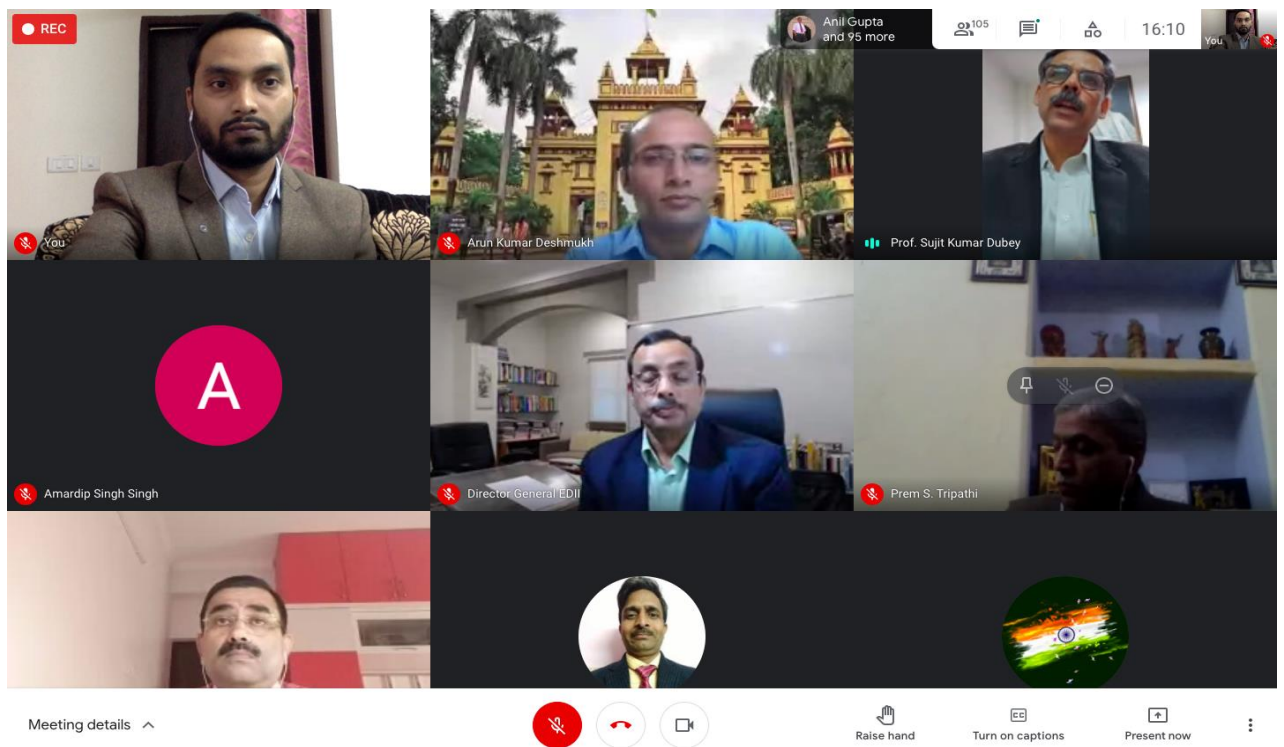 REC
Anil Gupta
and 95 more
105
16:10
You
You
Arun Kumar Deshmukh
Prof. Sujit Kumar Dubey
A
Amardip Singh Singh
Director General EDII
Prem S. Tripathi
Meeting details
Raise hand
CC
Turn on captions
Present now